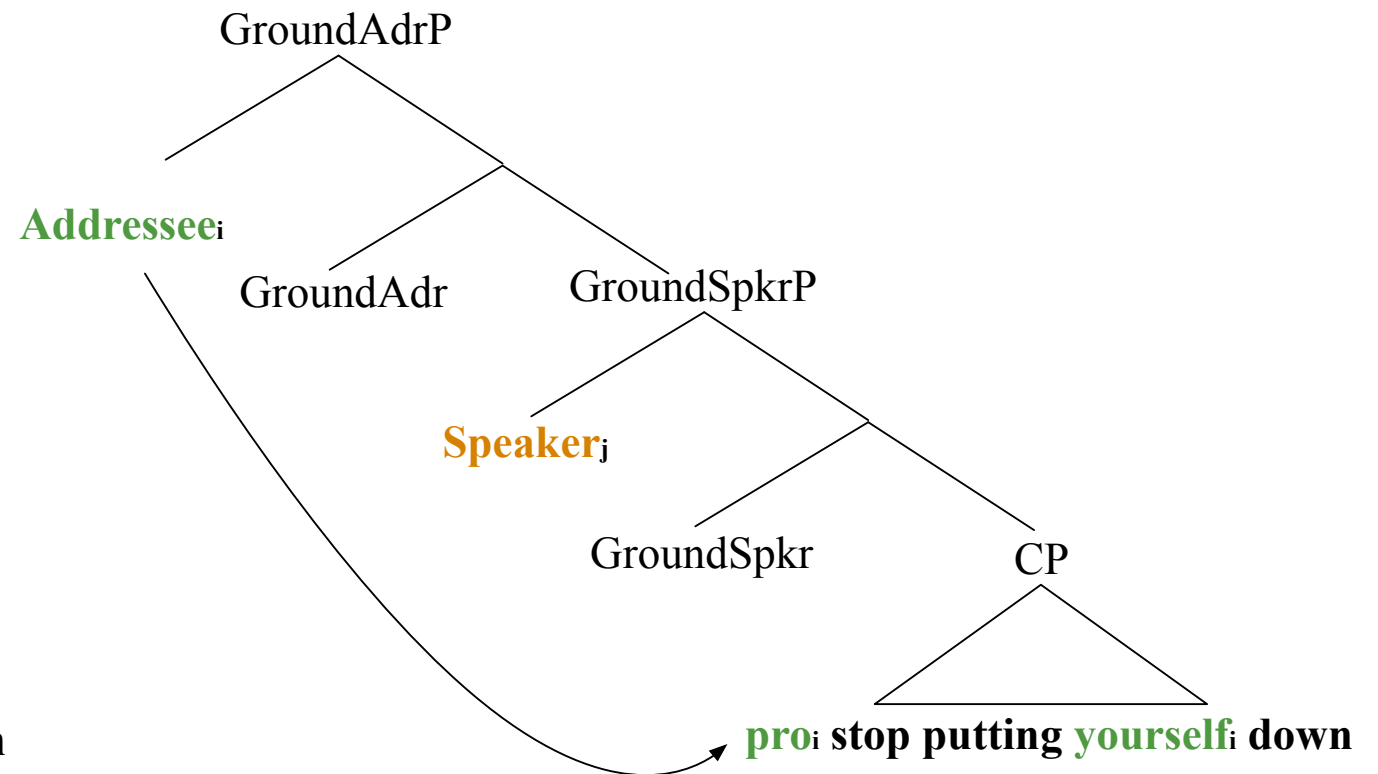 GroundAdrP
Addresseeᵢ
GroundAdr
GroundSpkrP
Speakerⱼ
GroundSpkr
CP
proᵢ stop putting yourselfᵢ down